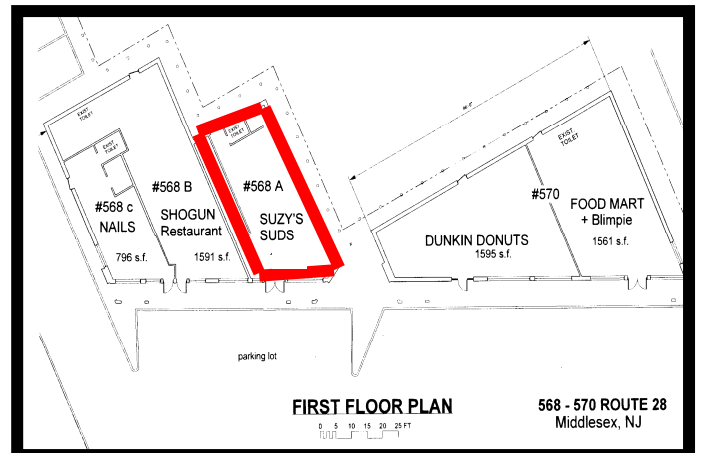 EXIST
TOILET
EXIST
TOILET
#568 c
NAILS
796 s.f.
#568 B
SHOGUN
Restaurant
1591 s.f.
EXIST
TOILET
#568 A
SUZY'S
SUDS
#570
DUNKIN DONUTS
1595 s.f.
EXIST
TOILET
FOOD MART
+ Blimpie
1561 s.f.
parking lot
FIRST FLOOR PLAN
0 5 10 15 20 25 FT
568 - 570 ROUTE 28
Middlesex, NJ